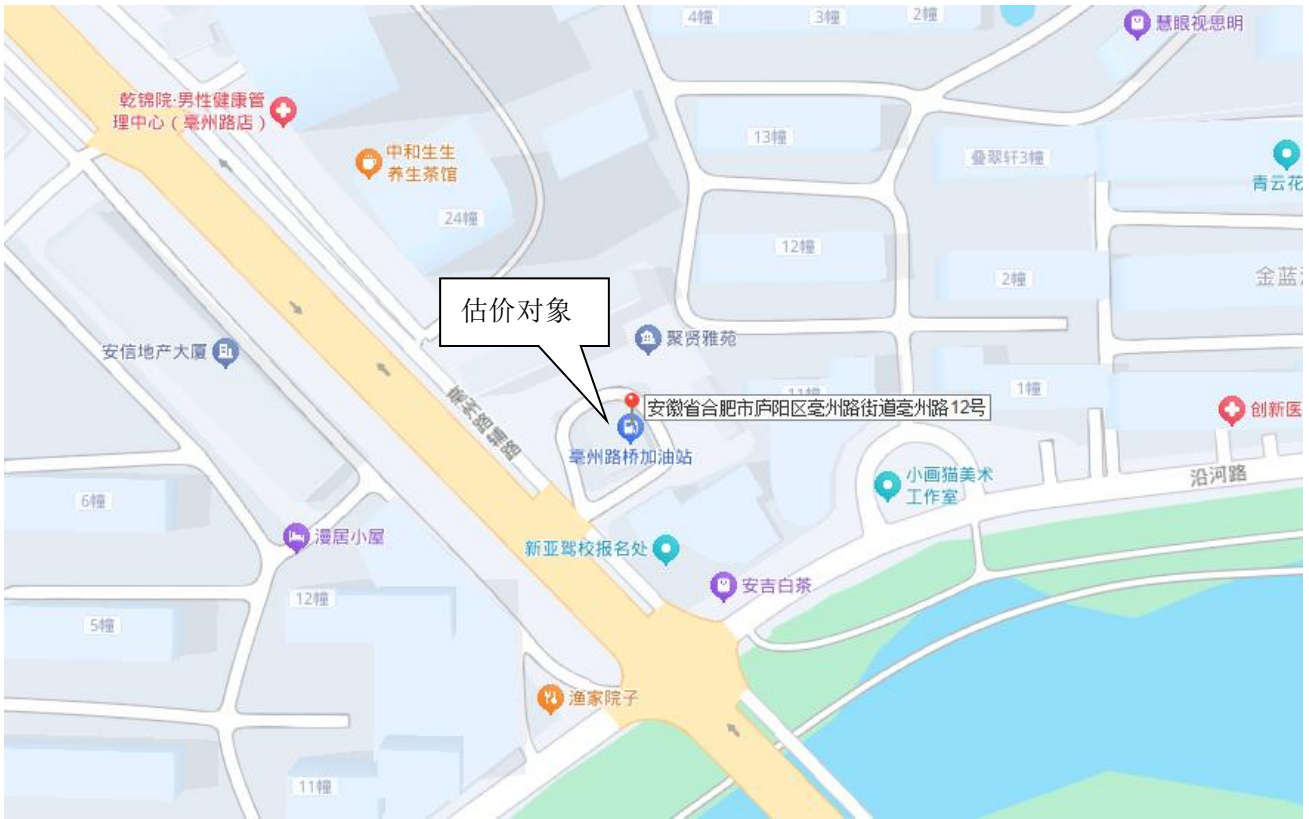 4幢
3幢
2幢
慧眼视思明
乾锦院·男性健康管
理中心（亳州路店）
中和生生
养生茶馆
13幢
叠翠轩3幢
青云花
24幢
12幢
2幢
金蓝
估价对象
聚贤雅苑
安信地产大厦
亳州路辅路
11幢
1幢
安徽省合肥市庐阳区亳州路街道亳州路12号
创新医
亳州路桥加油站
小画猫美术
工作室
沿河路
6幢
漫居小屋
新亚驾校报名处
安吉白茶
12幢
5幢
渔家院子
11幢